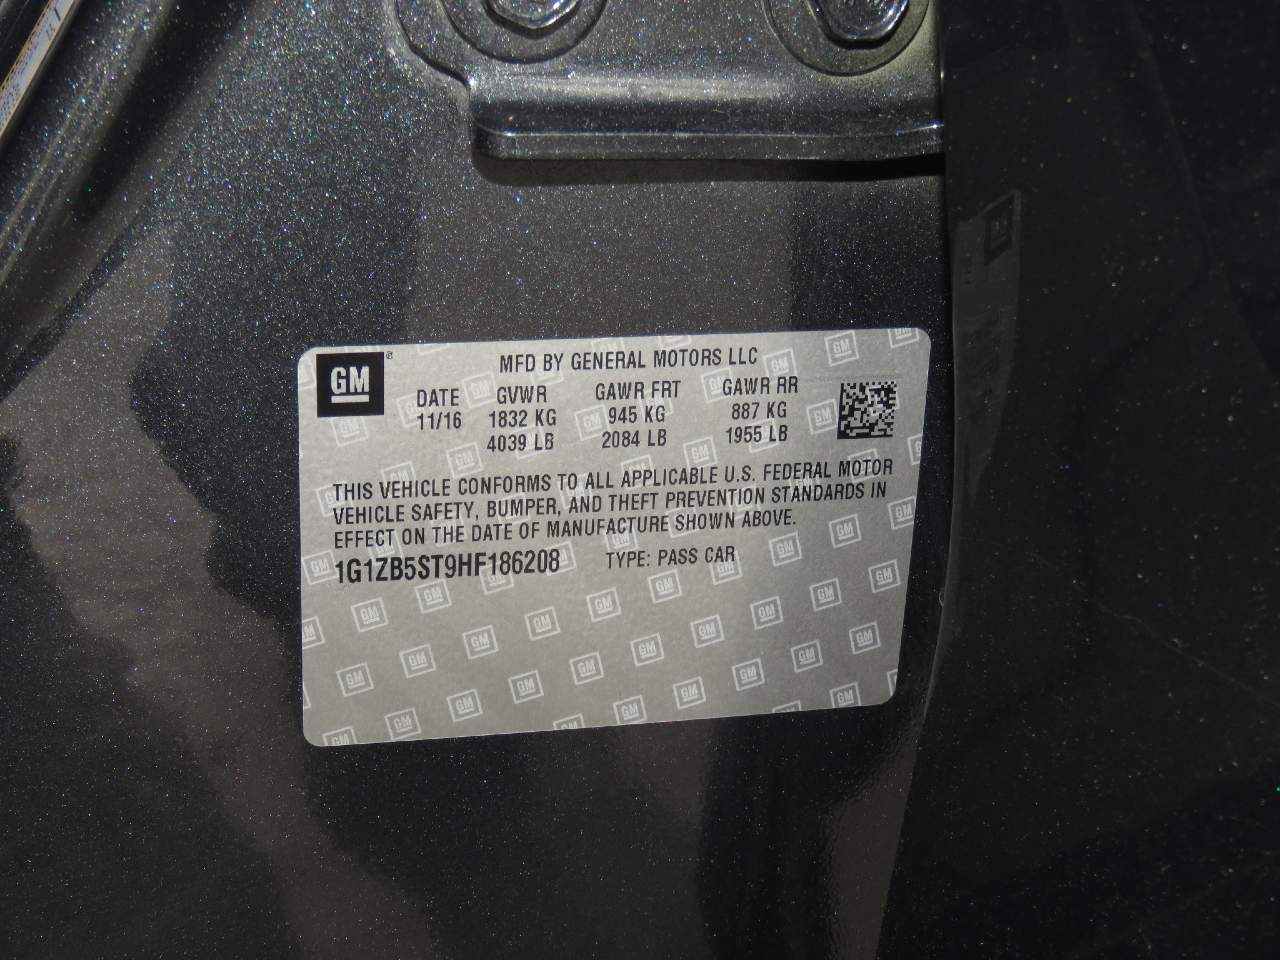 GM
MFD BY GENERAL MOTORS LLC
DATE GVWR GAWR FRT GAWR RR
11/16 1832 KG 945 KG 887 KG
4039 LB 2084 LB 1955 LB
THIS VEHICLE CONFORMS TO ALL APPLICABLE U.S. FEDERAL MOTOR
VEHICLE SAFETY, BUMPER, AND THEFT PREVENTION STANDARDS IN
EFFECT ON THE DATE OF MANUFACTURE SHOWN ABOVE.
1G1ZB5ST9HF186208 TYPE: PASS CAR